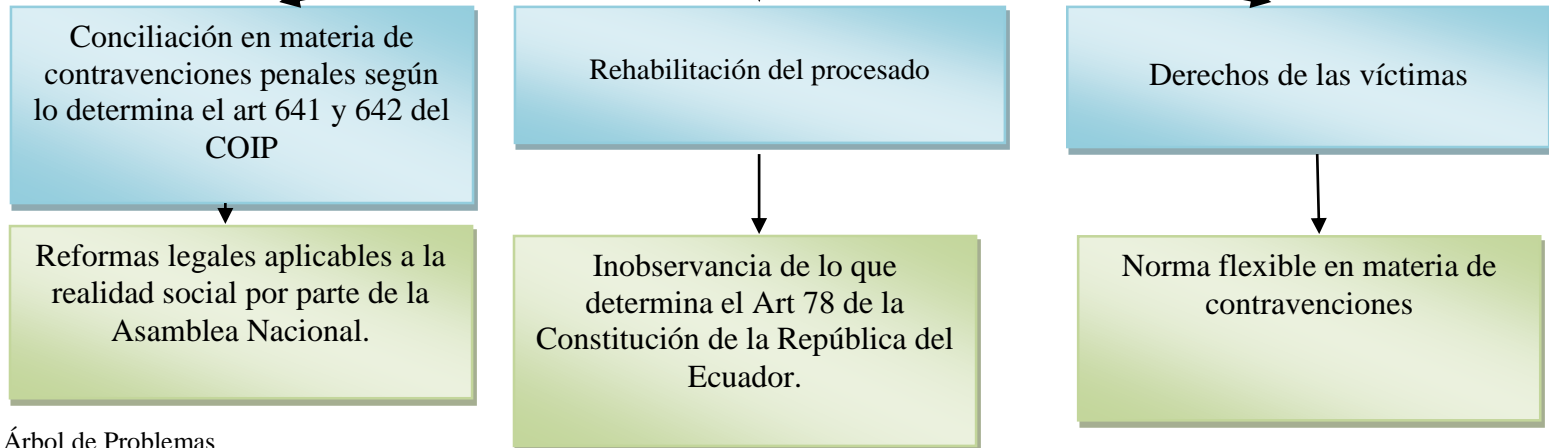 Conciliación en materia de
contravenciones penales según
lo determina el art 641 y 642 del
COIP
Rehabilitación del procesado
Derechos de las víctimas
Reformas legales aplicables a la
realidad social por parte de la
Asamblea Nacional.
Inobservancia de lo que
determina el Art 78 de la
Constitución de la República del
Ecuador.
Norma flexible en materia de
contravenciones
Árbol de Problemas